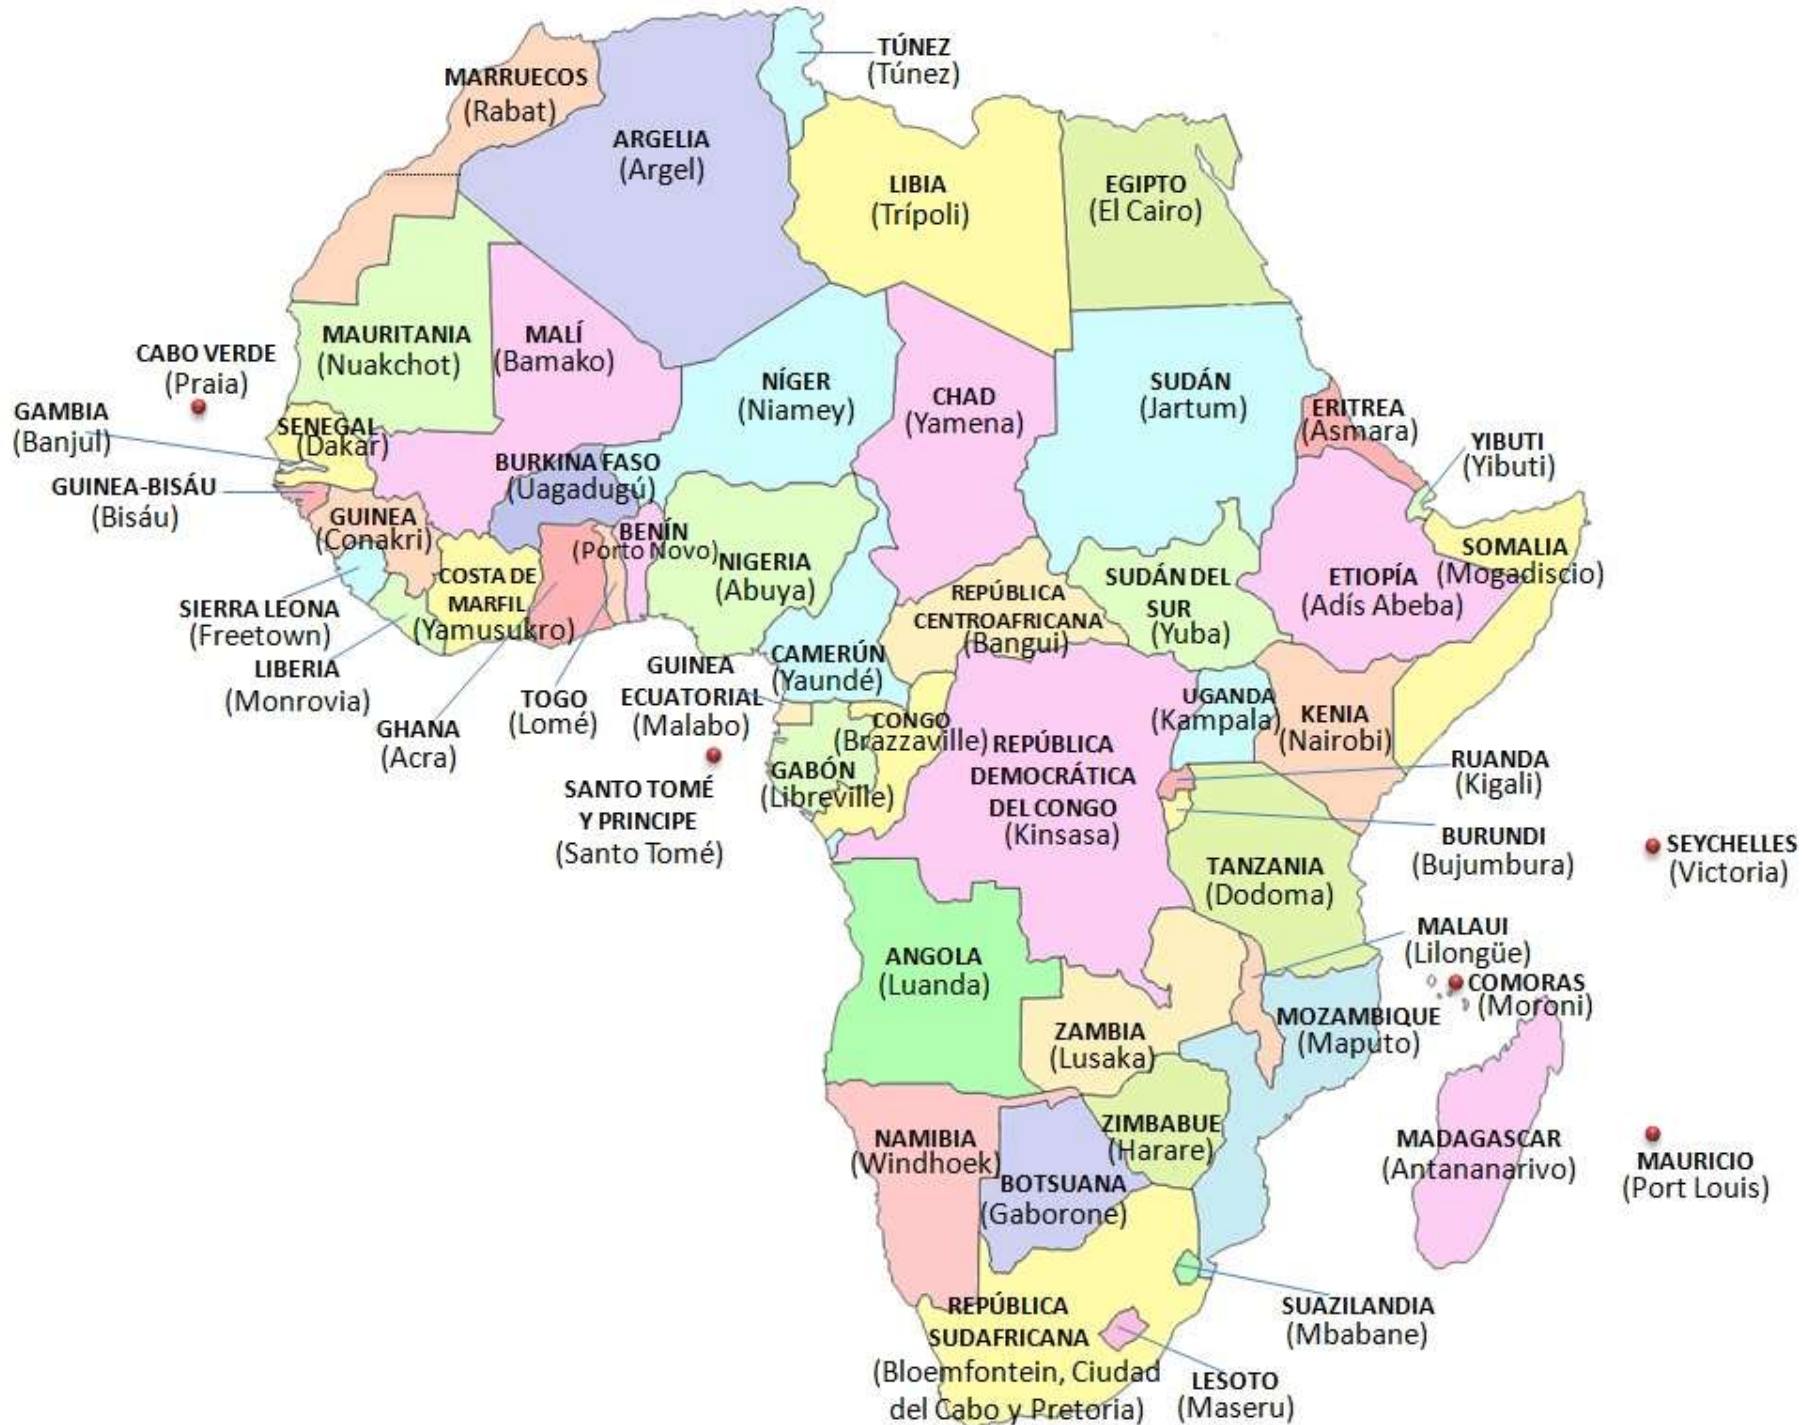 TÚNEZ
(Túnez)
MARRUECOS
(Rabat)
ARGELIA
(Argel)
LIBIA
(Trípoli)
EGIPTO
(El Cairo)
MAURITANIA
(Nuakchot)
MALÍ
(Bamako)
CABO VERDE
(Praia)
NÍGER
(Niamey)
CHAD
(Yamena)
SUDÁN
(Jartum)
ERITREA
(Asmara)
GAMBIA
(Banjul)
SENEGAL
(Dakar)
YIBUTI
(Yibuti)
BURKINA FASO
(Uagadugú)
GUINEA-BISÁU
(Bisáu)
GUINEA
(Conakri)
BENÍN
(Porto Novo)
NIGERIA
(Abuya)
SOMALIA
(Mogadiscio)
COSTA DE
MARFIL
(Yamusukro)
REPÚBLICA
CENTROAFRICANA
(Bangui)
SUDÁN DEL
SUR
(Yuba)
ETIOPÍA
(Adís Abeba)
SIERRA LEONA
(Freetown)
LIBERIA
(Monrovia)
GUINEA
ECUATORIAL
(Malabo)
CAMERÚN
(Yaundé)
TOGO
(Lomé)
GHANA
(Acra)
UGANDA
(Kampala)
KENIA
(Nairobi)
CONGO
(Brazzaville)
REPÚBLICA
DEMOCRÁTICA
DEL CONGO
(Kinsasa)
RUANDA
(Kigali)
GABÓN
(Libreville)
SANTO TOMÉ
Y PRINCIPE
(Santo Tomé)
BURUNDI
(Bujumbura)
SEYCHELLES
(Victoria)
TANZANIA
(Dodoma)
MALAUI
(Lilongüe)
ANGOLA
(Luanda)
COMORAS
(Moroni)
ZAMBIA
(Lusaka)
MOZAMBIQUE
(Maputo)
NAMIBIA
(Windhoek)
ZIMBABUE
(Harare)
MADAGASCAR
(Antananarivo)
MAURICIO
(Port Louis)
BOTSUANA
(Gaborone)
REPÚBLICA
SUDAFRICANA
(Bloemfontein, Ciudad
del Cabo y Pretoria)
SUAZILANDIA
(Mbabane)
LESOTO
(Maseru)